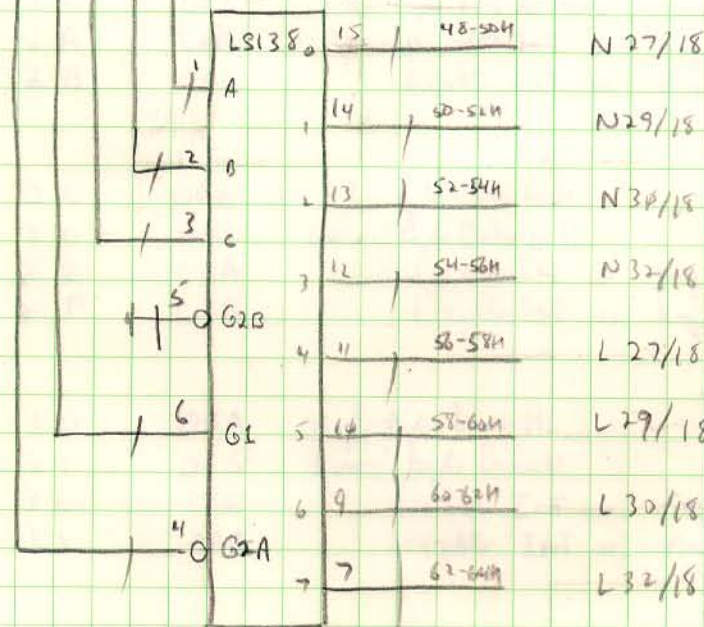 LS138 0 15 48-50H N 27/18
1 A
1 14 50-52H N29/18
2 B
2 13 52-54H N 30/18
3 C
3 12 54-56H N 32/18
5 G2B
4 11 56-58H L 27/18
6 G1 5 10 58-60H L 29/18
6 9 60-62H L 30/18
4 G2A
7 7 62-64H L 32/18